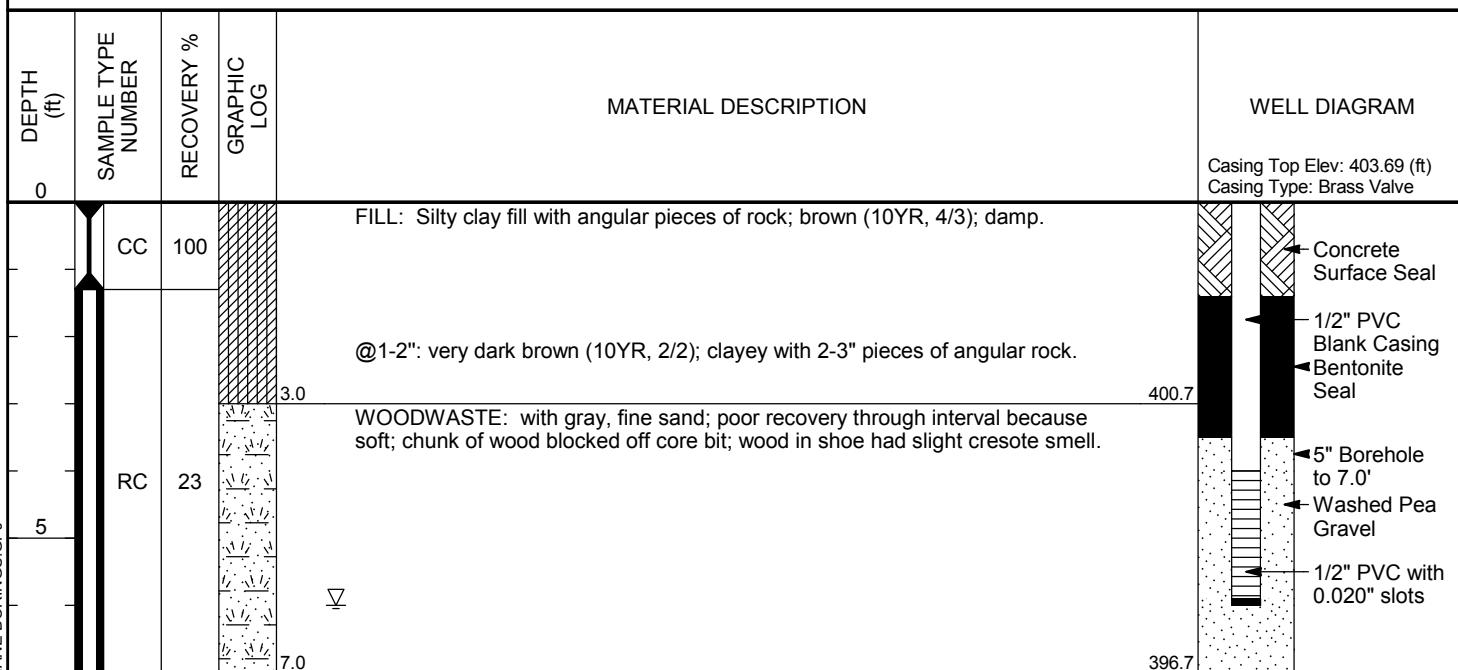 DEPTH
(ft)
SAMPLE TYPE
NUMBER
RECOVERY %
GRAPHIC
LOG
MATERIAL DESCRIPTION
WELL DIAGRAM
Casing Top Elev: 403.69 (ft)
Casing Type: Brass Valve
0
FILL: Silty clay fill with angular pieces of rock; brown (10YR, 4/3); damp.
CC
100
Concrete
Surface Seal
@1-2": very dark brown (10YR, 2/2); clayey with 2-3" pieces of angular rock.
1/2" PVC
Blank Casing
Bentonite
Seal
3.0
400.7
WOODWASTE: with gray, fine sand; poor recovery through interval because
soft; chunk of wood blocked off core bit; wood in shoe had slight cresote smell.
RC
23
5" Borehole
to 7.0'
Washed Pea
Gravel
5
1/2" PVC with
0.020" slots
7.0
396.7